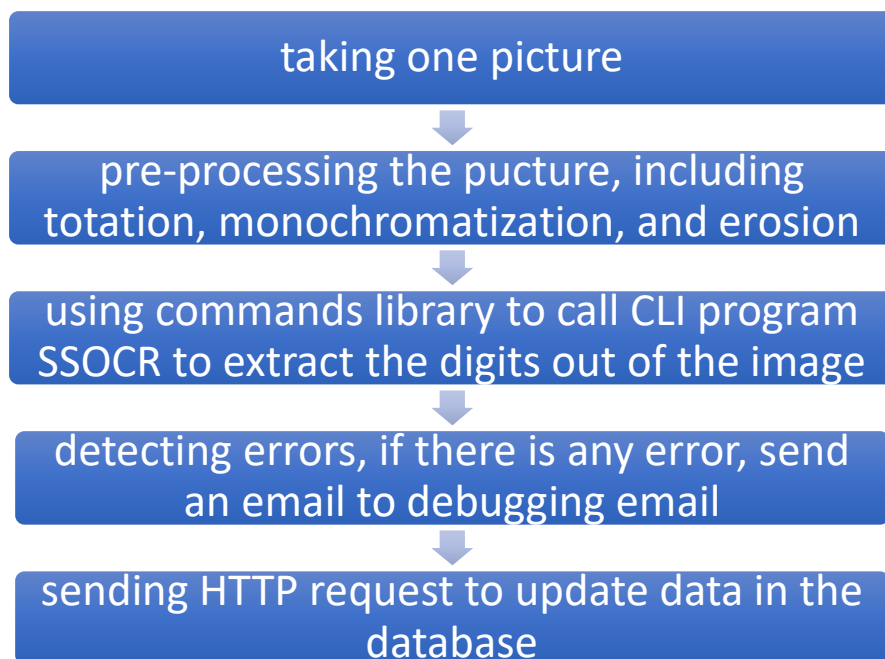 taking one picture
pre-processing the pucture, including
totation, monochromatization, and erosion
using commands library to call CLI program
SSOCR to extract the digits out of the image
detecting errors, if there is any error, send
an email to debugging email
sending HTTP request to update data in the
database